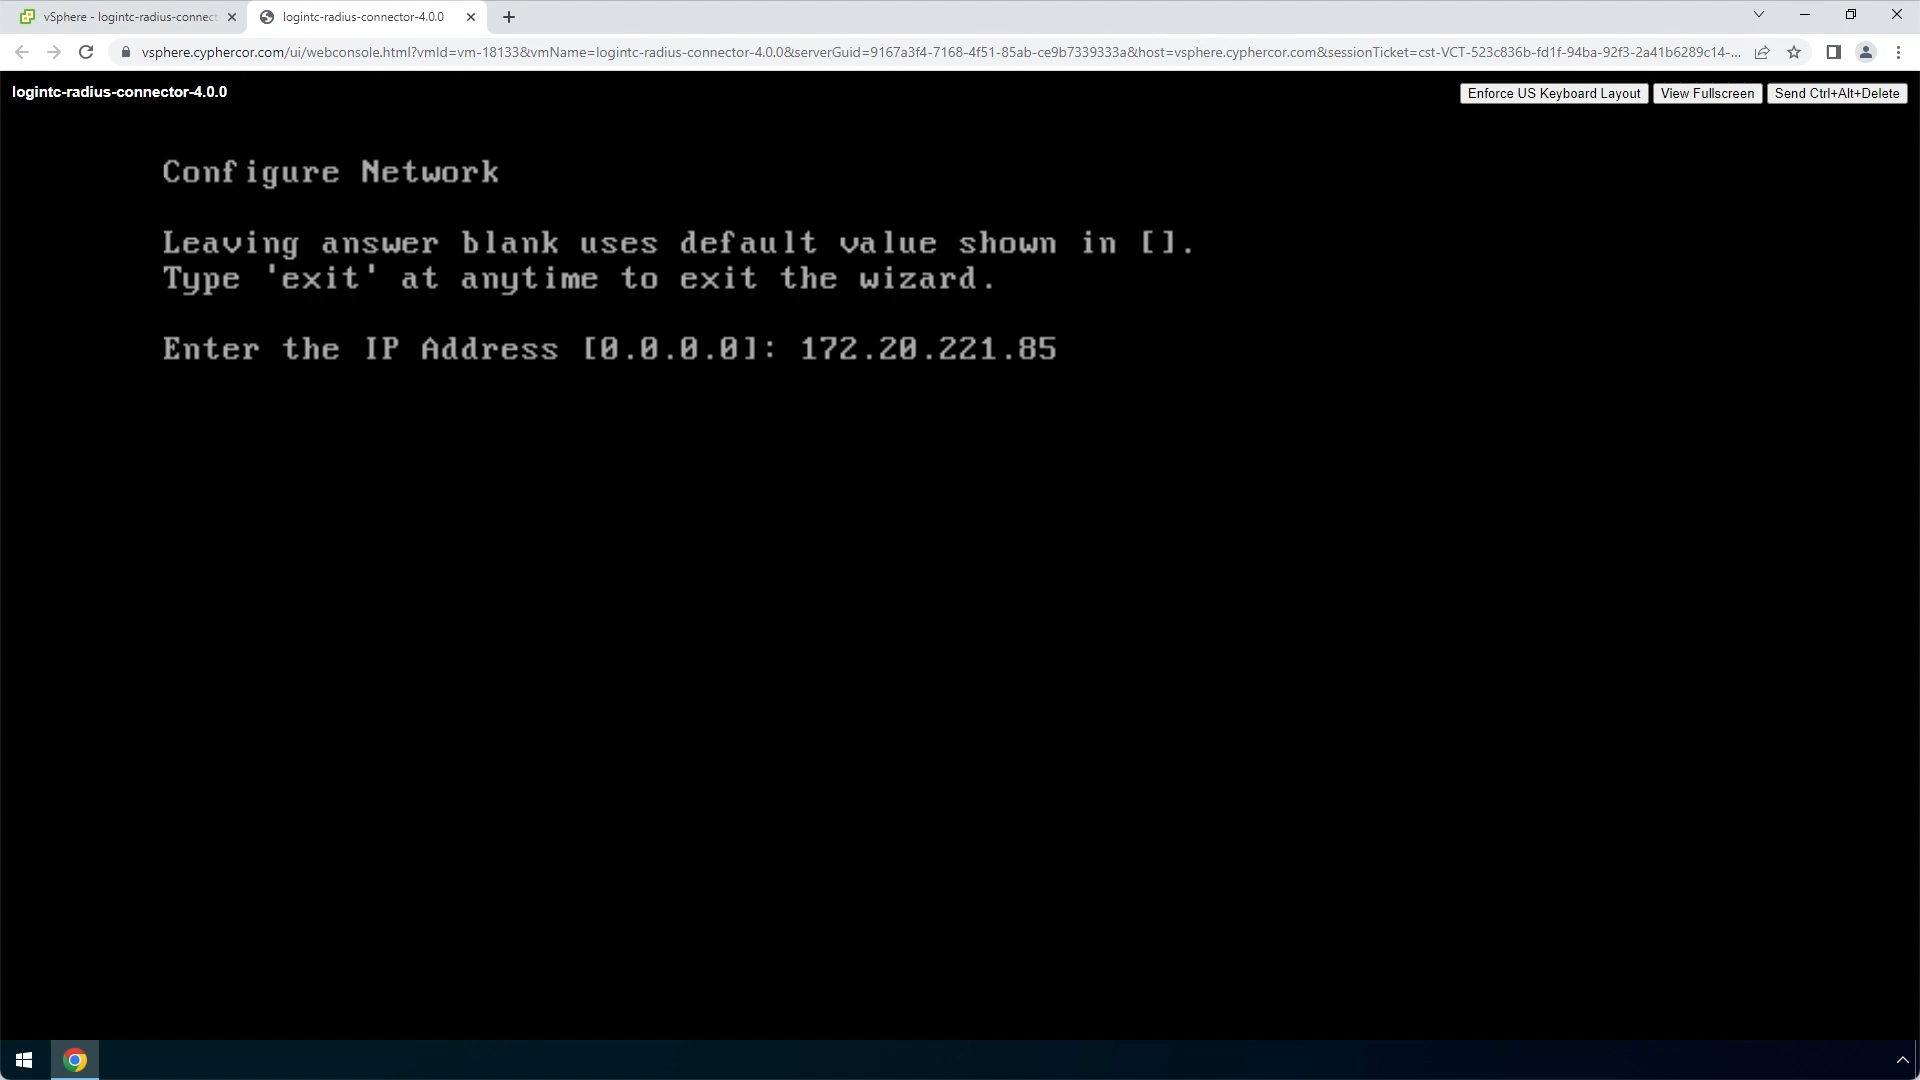 vSphere - logintc-radius-connect
logintc-radius-connector-4.0.0
vsphere.cyphercor.com/ui/webconsole.html?vmId=vm-18133&vmName=logintc-radius-connector-4.0.0&serverGuid=9167a3f4-7168-4f51-85ab-ce9b7339333a&host=vsphere.cyphercor.com&sessionTicket=cst-VCT-523c836b-fd1f-94ba-92f3-2a41b6289c14-...
logintc-radius-connector-4.0.0
Enforce US Keyboard Layout
View Fullscreen
Send Ctrl+Alt+Delete
Configure Network
Leaving answer blank uses default value shown in [].
Type 'exit' at anytime to exit the wizard.
Enter the IP Address [0.0.0.0]: 172.20.221.85